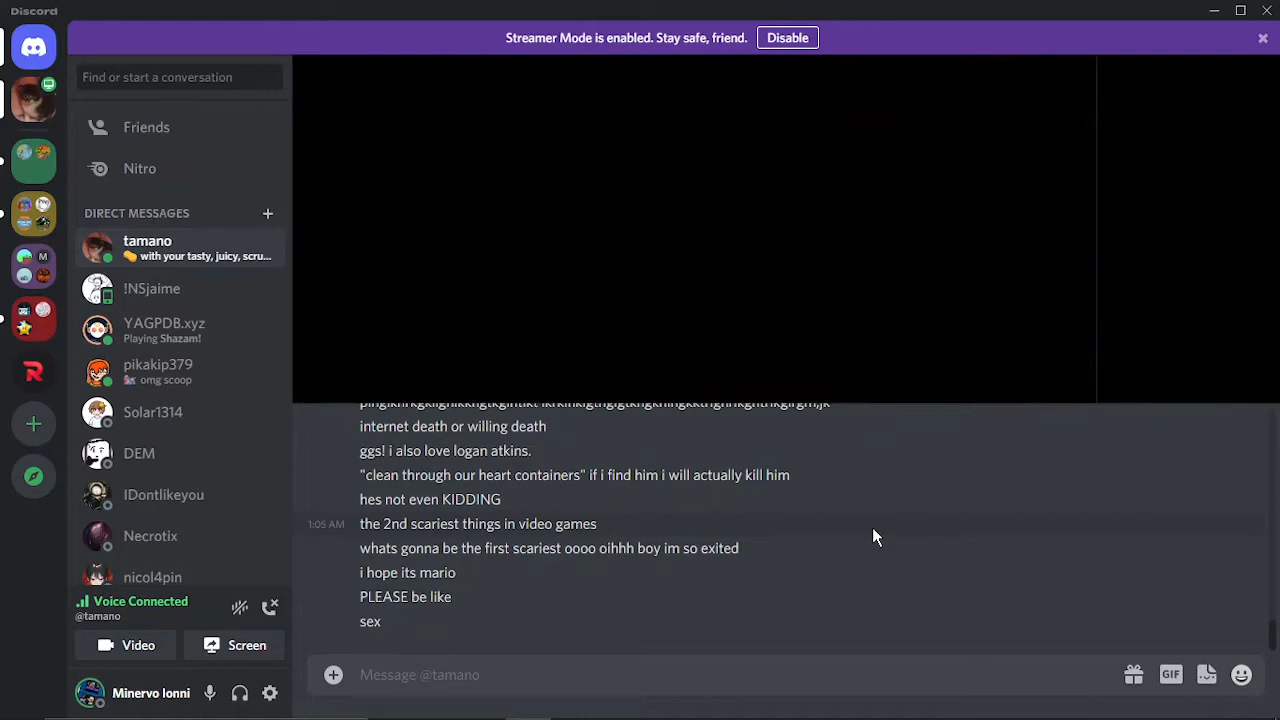 Discord
Streamer Mode is enabled. Stay safe, friend.
Disable
Find or start a conversation
Friends
Nitro
DIRECT MESSAGES
tamano
with your tasty, juicy, scru...
!NSjaime
YAGPDB.xyz
Playing Shazam!
pikakip379
omg scoop
Solar1314
DEM
IDontlikeyou
Necrotix
nicol4pin
Voice Connected
@tamano
Video
Screen
Minervo Ionni
internet death or willing death
ggs! i also love logan atkins.
"clean through our heart containers" if i find him i will actually kill him
hes not even KIDDING
1:05 AM
the 2nd scariest things in video games
whats gonna be the first scariest oooo oihhh boy im so exited
i hope its mario
PLEASE be like
sex
Message @tamano
GIF